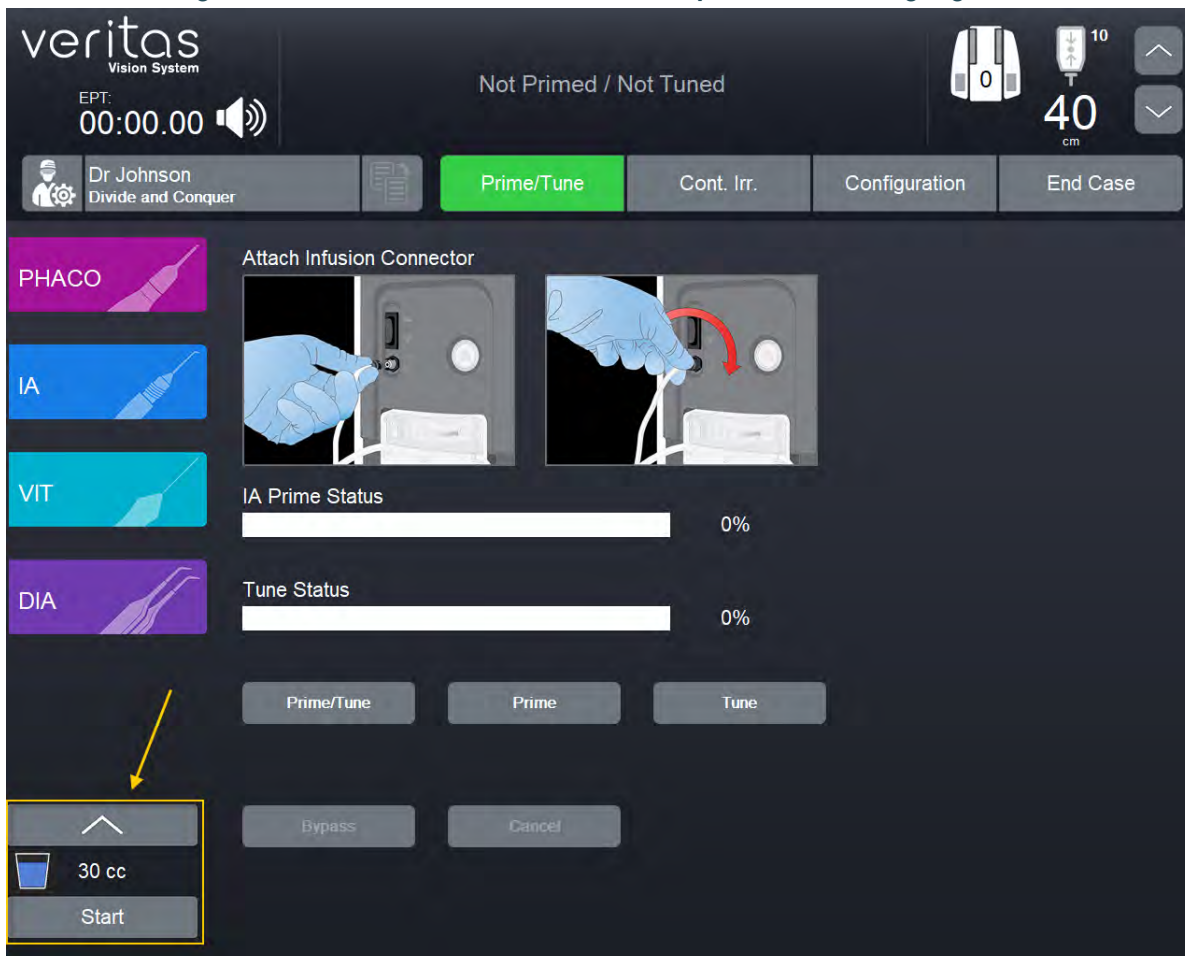 veritas
Vision System
EPT:
00:00.00
Not Primed / Not Tuned
0
10
40
cm
Dr Johnson
Divide and Conquer
Prime/Tune
Cont. Irr.
Configuration
End Case
PHACO
IA
VIT
DIA
Attach Infusion Connector
IA Prime Status
0%
Tune Status
0%
Prime/Tune
Prime
Tune
Bypass
Cancel
30 cc
Start